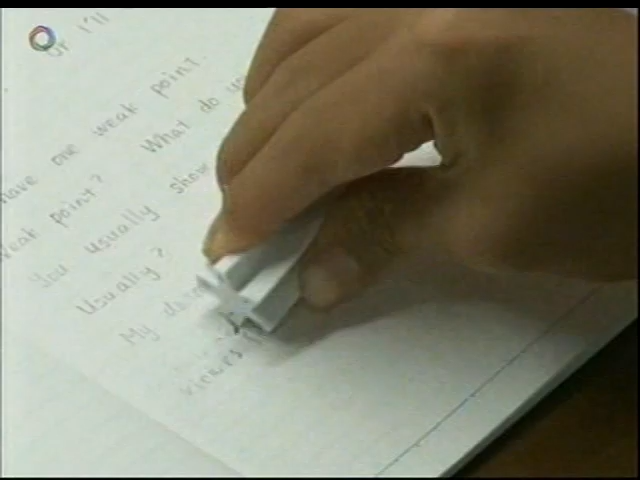 Or I'll
have one weak point.
weak point? What do you
You usually show
Usually?
My